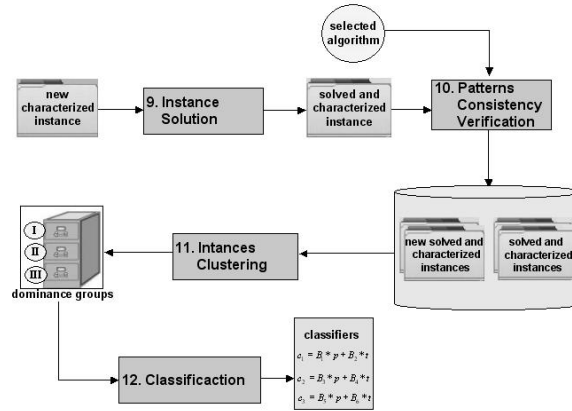 selected
algorithm
new
characterized
instance
9. Instance
Solution
solved and
characterized
instance
10. Patterns
Consistency
Verification
new solved and
characterized
instances
solved and
characterized
instances
11. Intances
Clustering
I
II
III
dominance groups
12. Classificaction
classifiers
c₁ = B₁ * p + B₂ * t
c₂ = B₃ * p + B₄ * t
c₃ = B₅ * p + B₆ * t